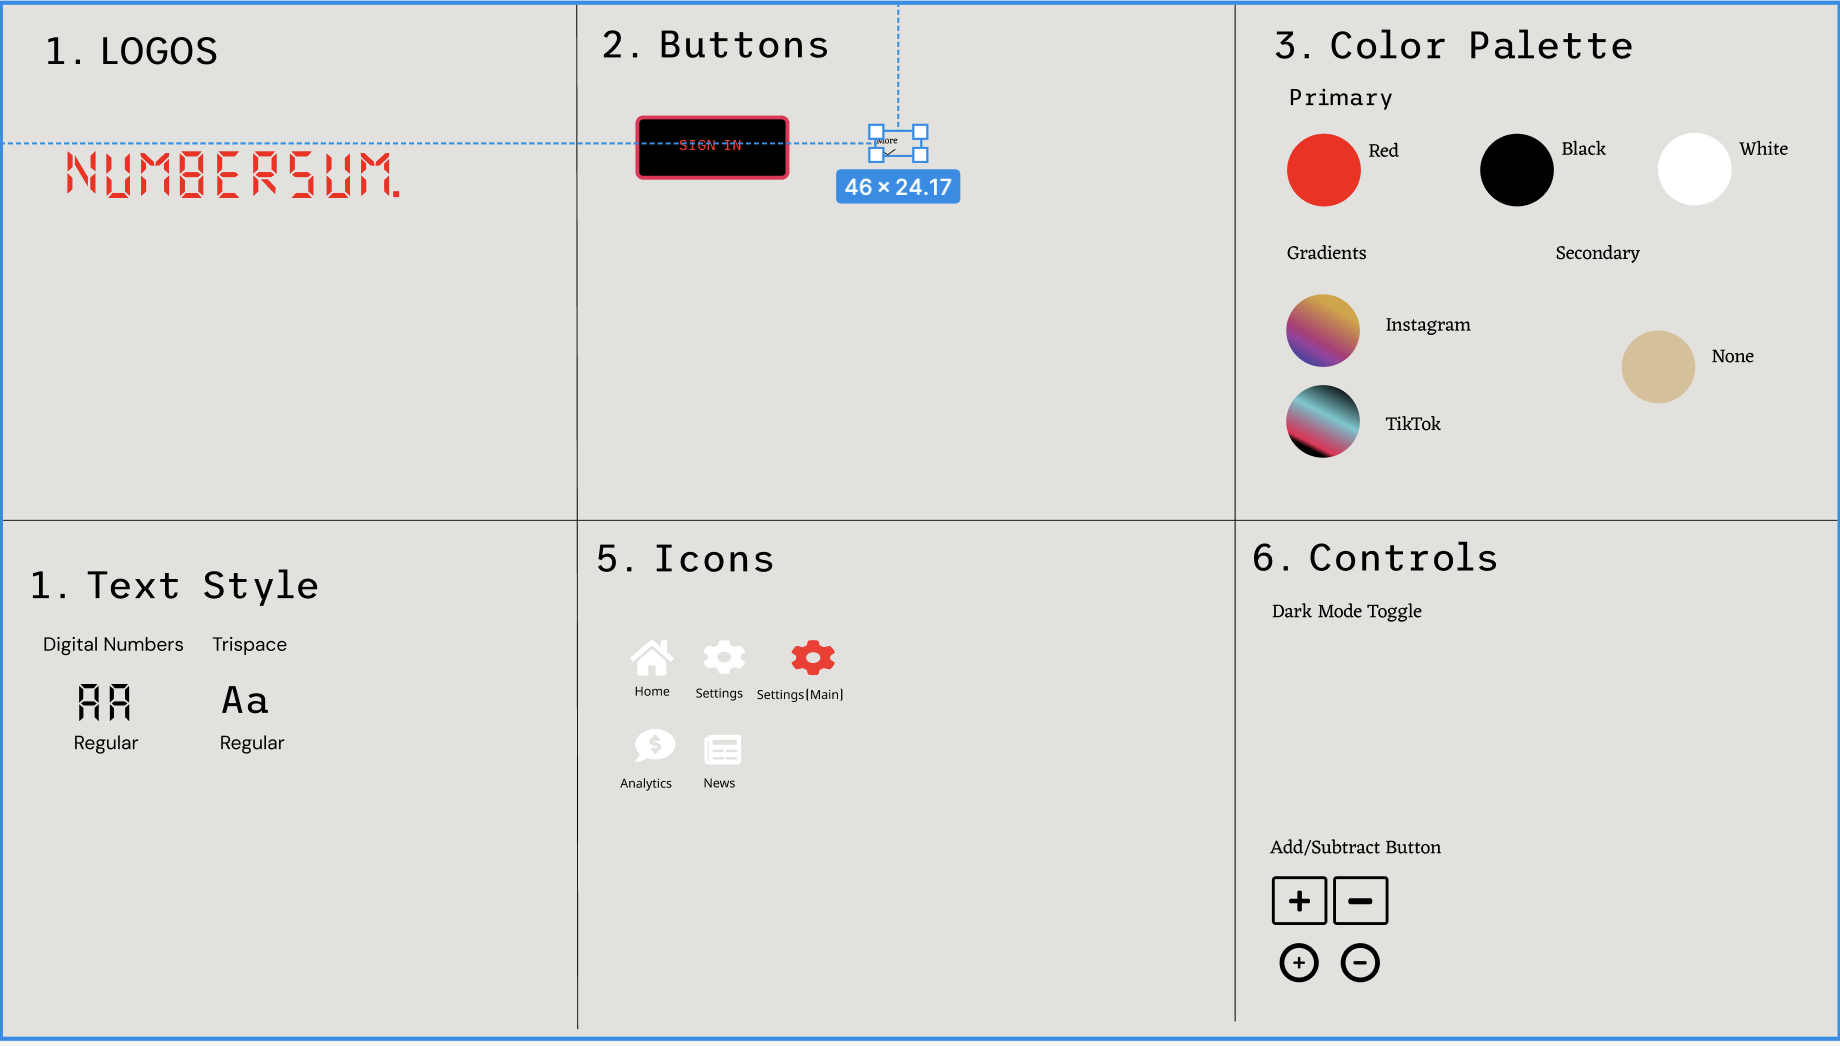 1. LOGOS
NUMBERSUM.
2. Buttons
SIGN IN
More
46 × 24.17
3. Color Palette
Primary
Red
Black
White
Gradients
Secondary
Instagram
None
TikTok
1. Text Style
Digital Numbers
Trispace
AA
Aa
Regular
Regular
5. Icons
Home
Settings
Settings(Main)
Analytics
News
6. Controls
Dark Mode Toggle
Add/Subtract Button